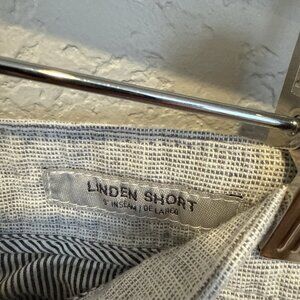 LINDEN SHORT
5" INSEAM | DE LARGO